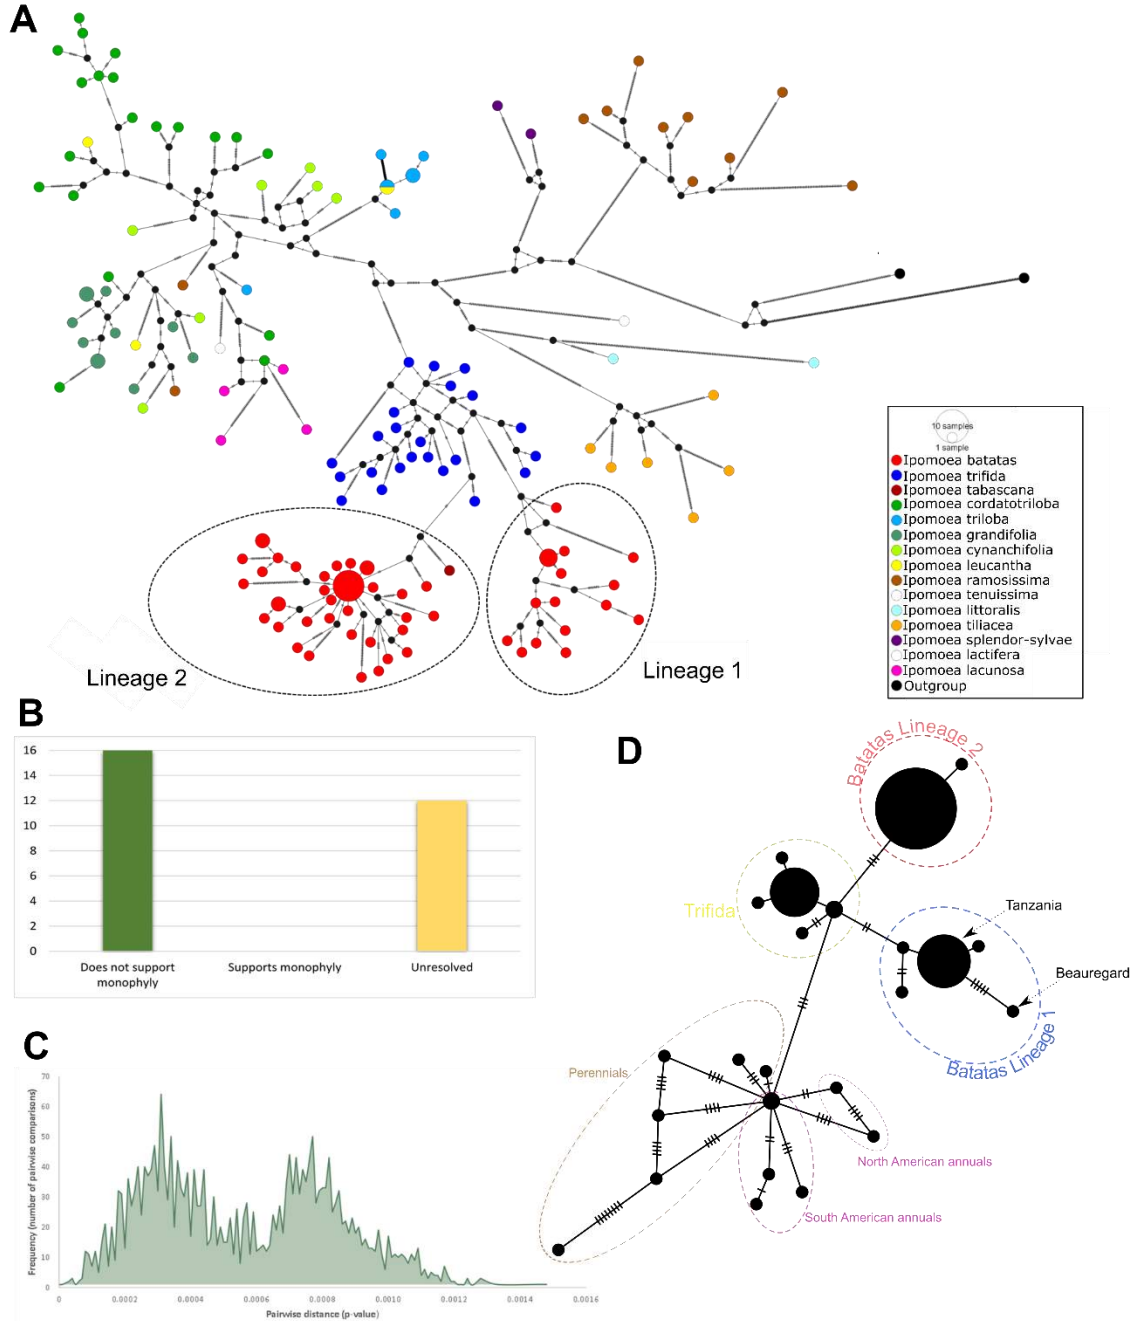 A
10 samples
1 sample
Ipomoea batatas
Ipomoea trifida
Ipomoea tabascana
Ipomoea cordatotriloba
Ipomoea triloba
Ipomoea grandifolia
Ipomoea cynanchifolia
Ipomoea leucantha
Ipomoea ramosissima
Ipomoea tenuissima
Ipomoea littoralis
Ipomoea tiliacea
Ipomoea splendor-sylvae
Ipomoea lactifera
Ipomoea lacunosa
Outgroup
Lineage 2
Lineage 1
B
16
14
12
10
8
6
4
2
0
Does not support
monophyly
Supports monophyly
Unresolved
C
Frequency (number of pairwise comparisons)
70
60
50
40
30
20
10
0
0
0.0002
0.0004
0.0006
0.0008
0.0010
0.0012
0.0014
0.0016
Pairwise distance (p-value)
D
Batatas Lineage 2
Trifida
Tanzania
Beauregard
Batatas Lineage 1
Perennials
North American annuals
South American annuals